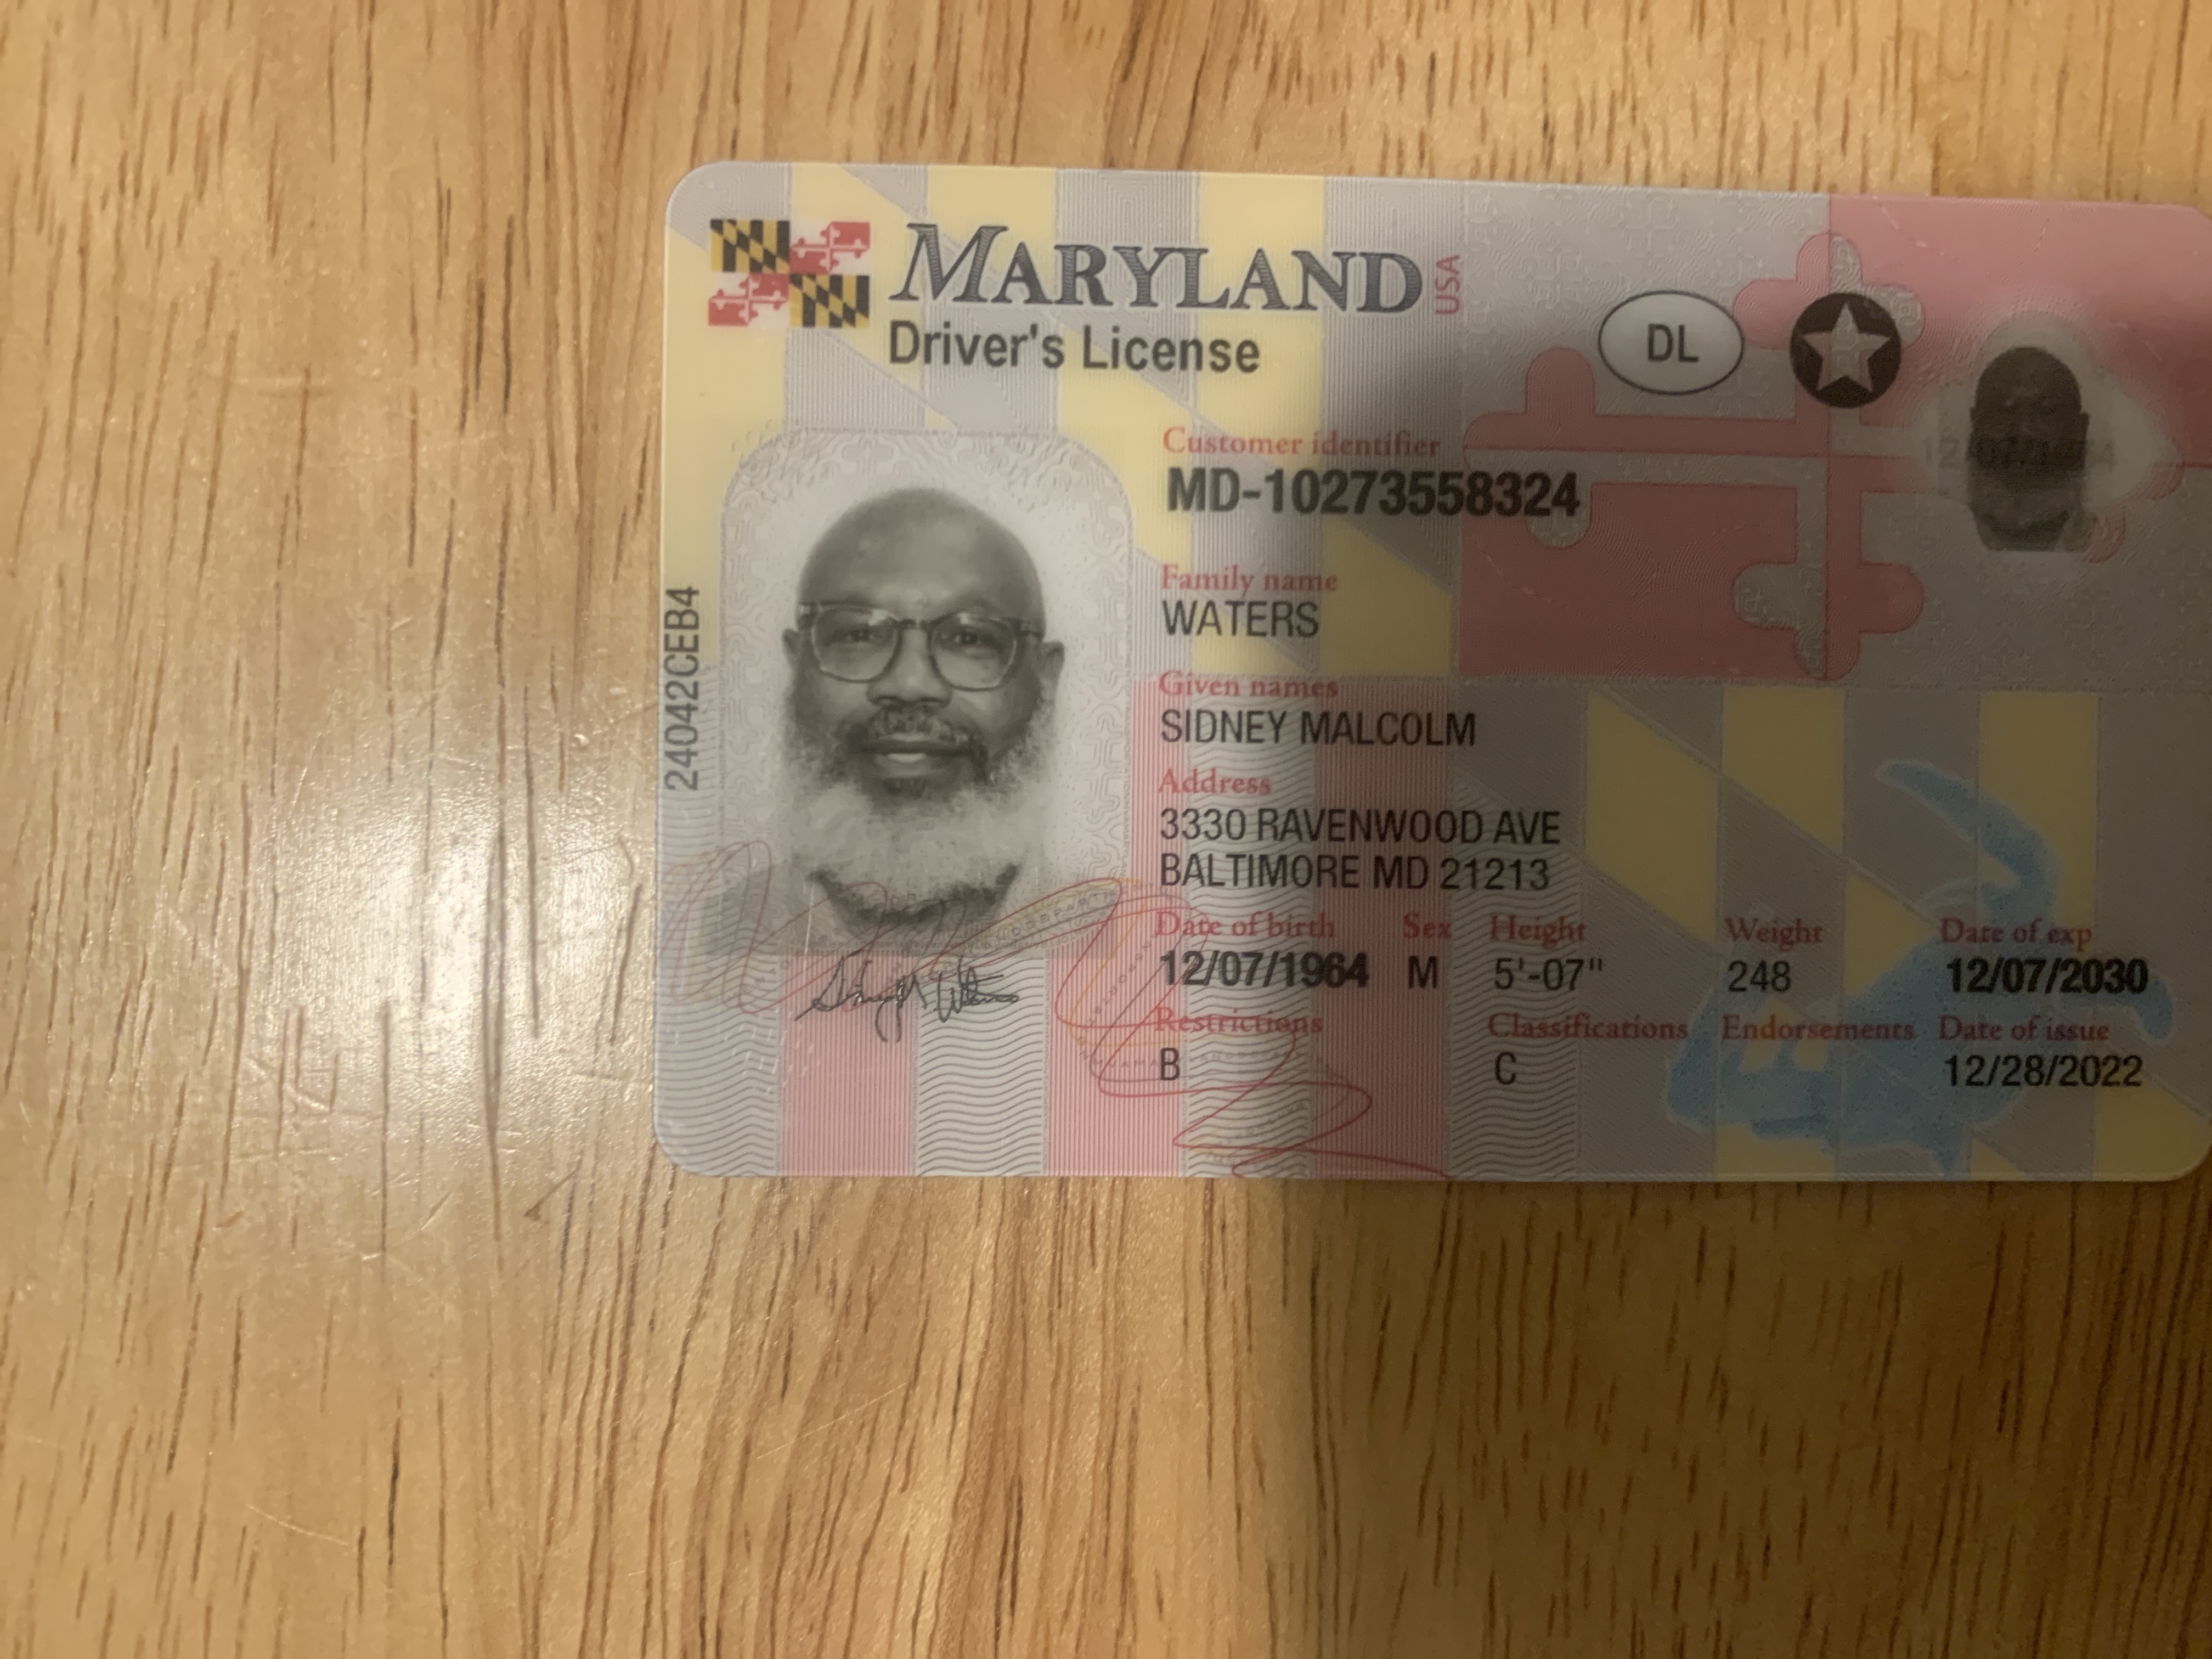 MARYLAND USA
Driver's License
DL
24042CEB4
Customer identifier
MD-10273558324
Family name
WATERS
Given names
SIDNEY MALCOLM
Address
3330 RAVENWOOD AVE
BALTIMORE MD 21213
Date of birth Sex Height Weight Date of exp
12/07/1964 M 5'-07" 248 12/07/2030
Restrictions Classifications Endorsements Date of issue
B C 12/28/2022